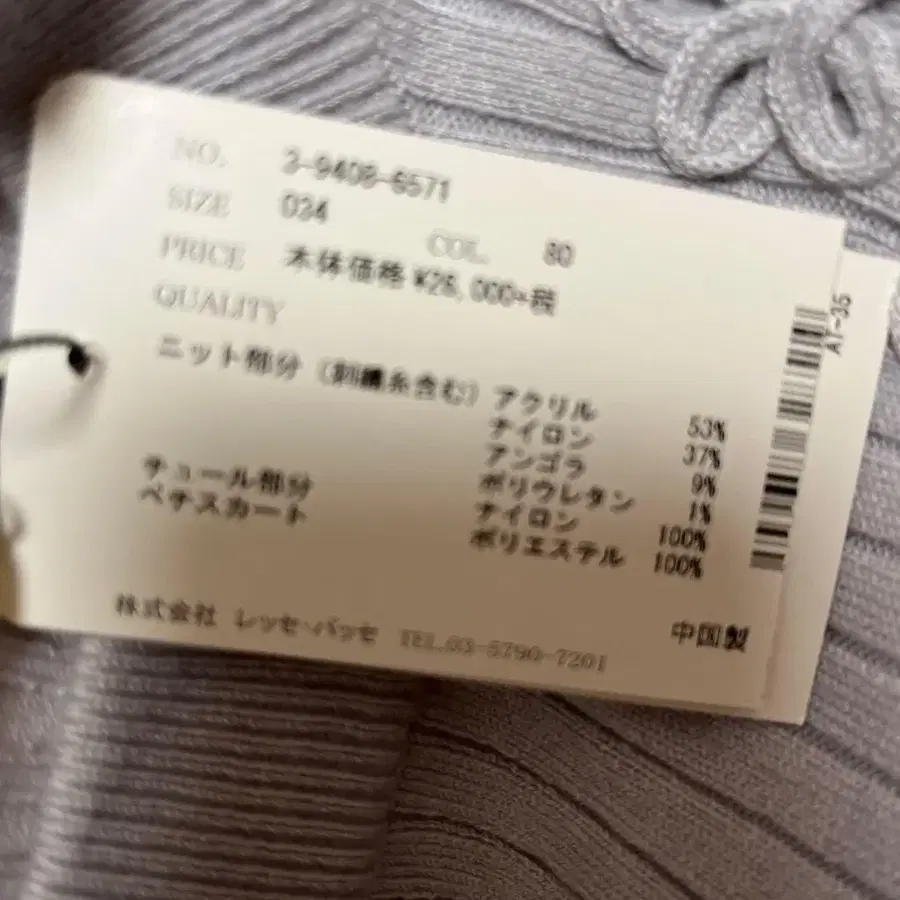 NO. 3-9408-6571
SIZE 034
COL. 80
PRICE 本体価格 ¥26,000+税
QUALITY
ニット部分 (刺繍糸含む) アクリル 53%
ナイロン 37%
アンゴラ 9%
ポリウレタン 1%
チュール部分 ナイロン 100%
ペチスカート ポリエステル 100%
株式会社 レッセ・パッセ TEL.03-5790-7201
中国製
A1-35